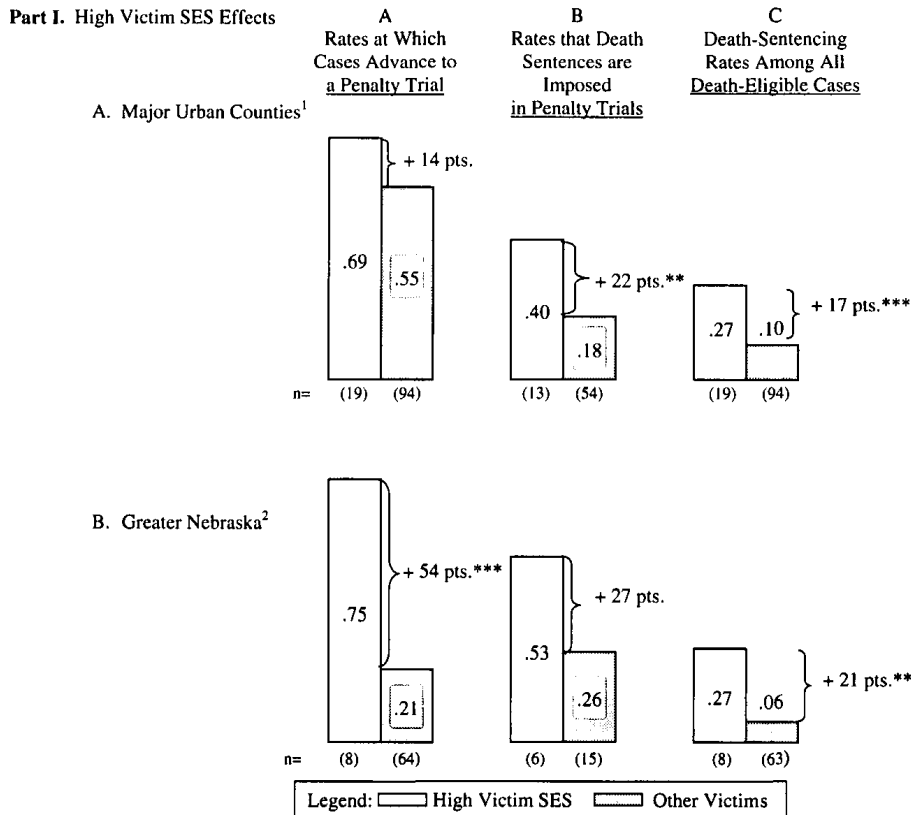 Part I. High Victim SES Effects
A
Rates at Which
Cases Advance to
a Penalty Trial
B
Rates that Death
Sentences are
Imposed
in Penalty Trials
C
Death-Sentencing
Rates Among All
Death-Eligible Cases
A. Major Urban Counties1
+ 14 pts.
.69
.55
+ 22 pts.**
.40
.18
+ 17 pts.***
.27
.10
n= (19) (94) (13) (54) (19) (94)
B. Greater Nebraska2
+ 54 pts.***
.75
.21
+ 27 pts.
.53
.26
+ 21 pts.**
.27
.06
n= (8) (64) (6) (15) (8) (63)
Legend: High Victim SES Other Victims